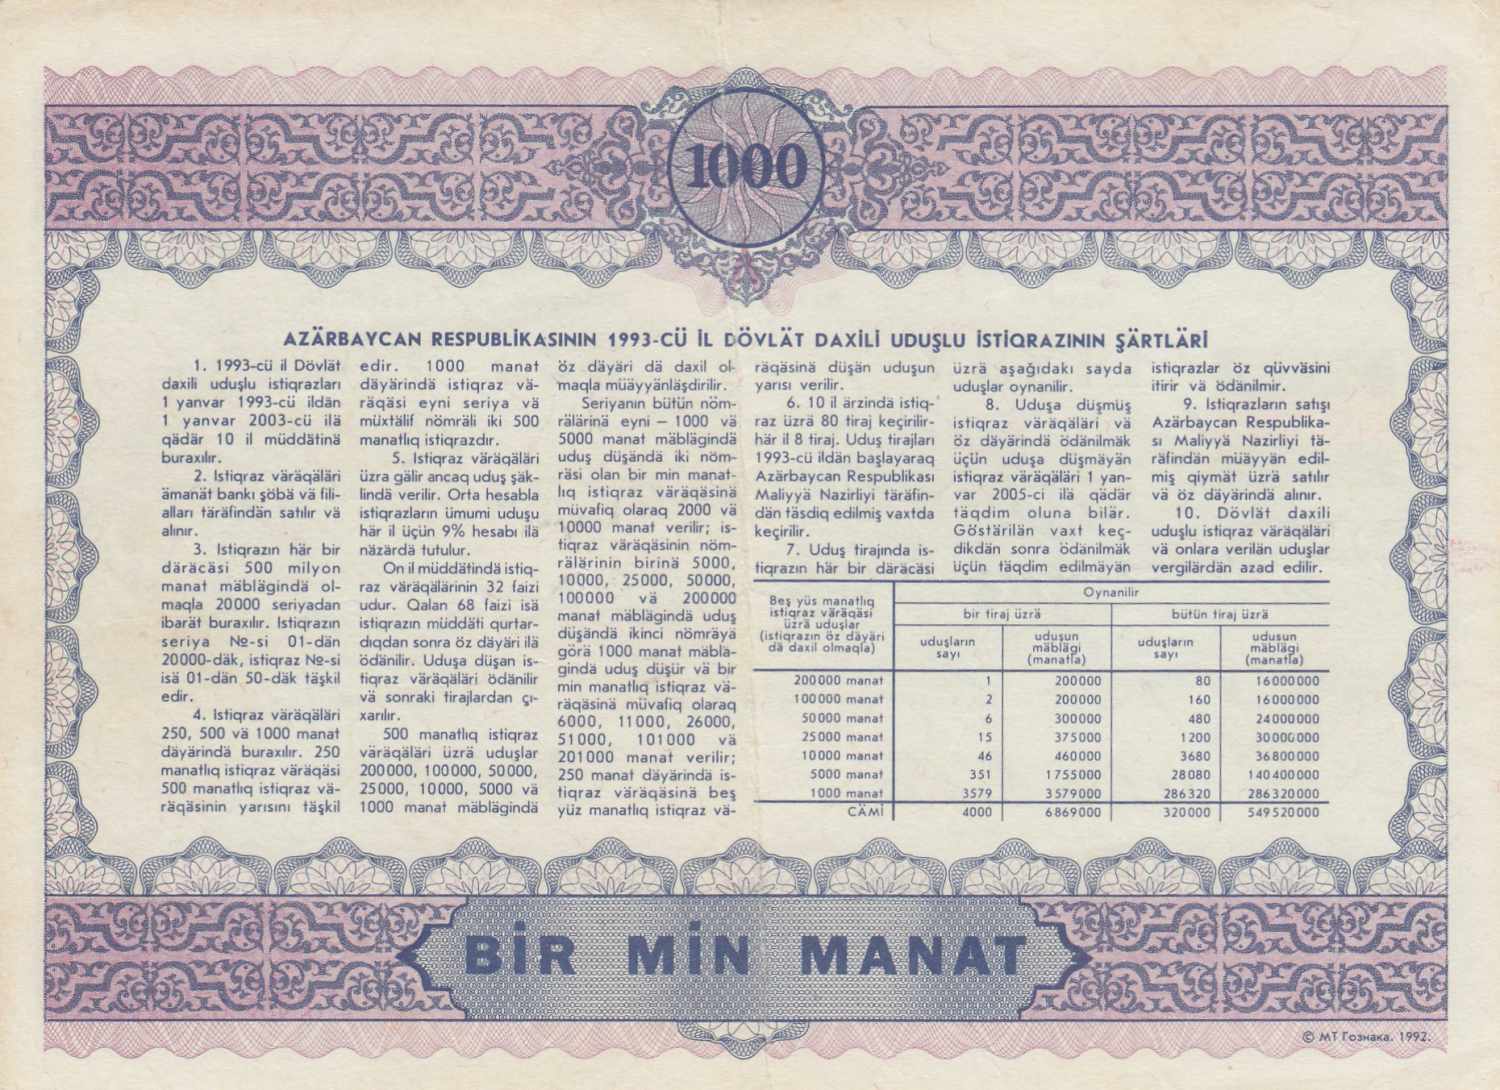 1000
AZÄRBAYCAN RESPUBLİKASININ 1993-CÜ İL DÖVLÄT DAXİLİ UDUŞLU İSTİQRAZININ ŞÄRTLÄRİ
1. 1993-cü il Dövlät
daxili uduşlu istiqrazları
1 yanvar 1993-cü ildän
1 yanvar 2003-cü ilä
qädär 10 il müddätinä
buraxılır.
2. Istiqraz väräqäläri
ämanät bankı şöbä vä fili-
alları täräfindän satılır vä
alınır.
3. Istiqrazın här bir
däräcäsi 500 milyon
manat mäblägindä ol-
maqla 20000 seriyadan
ibarät buraxılır. Istiqrazın
seriya №-si 01-dän
20000-däk, istiqraz №-si
isä 01-dän 50-däk täşkil
edir.
4. Istiqraz väräqäläri
250, 500 vä 1000 manat
däyärindä buraxılır. 250
manatlıq istiqraz väräqäsi
500 manatlıq istiqraz vä-
räqäsinin yarısını täşkil
edir. 1000 manat
däyärindä istiqraz vä-
räqäsi eyni seriya vä
müxtälif nömräli iki 500
manatlıq istiqrazdır.
5. Istiqraz väräqäläri
üzra gälir ancaq uduş şäk-
lindä verilir. Orta hesabla
istiqrazların ümumi uduşu
här il üçün 9% hesabı ilä
näzärdä tutulur.
On il müddätindä istiq-
raz väräqälärinin 32 faizi
udur. Qalan 68 faizi isä
istiqrazın müddäti qurtar-
dıqdan sonra öz däyäri ilä
ödänilir. Uduşa düşan is-
tiqraz väräqäläri ödänilir
vä sonraki tirajlardan çı-
xarılır.
500 manatlıq istiqraz
väraqäläri üzra uduşlar
200000, 100000, 50000,
25000, 10000, 5000 vä
1000 manat mäblägindä
öz däyäri dä daxil ol-
maqla müäyyänläşdirilir.
Seriyanın bütün nöm-
rälärinä eyni — 1000 vä
5000 manat mäblägindä
uduş düşändä iki nöm-
räsi olan bir min manat-
lıq istiqraz väräqäsinä
müvafiq olaraq 2000 vä
10000 manat verilir; is-
tiqraz väräqäsinin nöm-
rälärinin birinä 5000,
10000, 25000, 50000,
100000 vä 200000
manat mäblägindä uduş
düşändä ikinci nömräyä
görä 1000 manat mäbla-
gindä uduş düşür vä bir
min manatlıq istiqraz vä-
räqäsinä müvafiq olaraq
6000, 11000, 26000,
51000, 101000 vä
201000 manat verilir;
250 manat däyärindä is-
tiqraz väräqäsinä beş
yüz manatlıq istiqraz vä-
räqäsinä düşän uduşun
yarısı verilir.
6. 10 il ärzindä istiq-
raz üzrä 80 tiraj keçirilir-
här il 8 tiraj. Uduş tirajları
1993-cü ildän başlayaraq
Azärbaycan Respublikası
Maliyyä Nazirliyi täräfin-
dän täsdiq edilmiş vaxtda
keçirilir.
7. Uduş tirajında is-
tiqrazın här bir däräcäsi
üzrä aşağıdakı sayda
uduşlar oynanilir.
8. Uduşa düşmüş
istiqraz väräqäläri vä
öz däyärindä ödänilmäk
üçün uduşa düşmäyän
istiqraz väräqäläri 1 yan-
var 2005-ci ilä qädär
täqdim oluna bilär.
Göstärilän vaxt keç-
dikdän sonra ödänilmäk
üçün täqdim edilmäyän
istiqrazlar öz qüvväsini
itirir vä ödänilmir.
9. Istiqrazların satışı
Azärbaycan Respublika-
sı Maliyyä Nazirliyi tä-
räfindän müäyyän edil-
miş qiymät üzrä satılır
vä öz däyärindä alınır.
10. Dövlät daxili
uduşlu istiqraz väräqäläri
vä onlara verilän uduşlar
vergilärdän azad edilir.
Beş yüs manatlıq
istiqraz väraqäsi
üzrä uduşlar
(istiqrazın öz däyäri
dä daxil olmaqla)
Oynanilir
bir tiraj üzrä bütün tiraj üzrä
uduşların
sayı
uduşun
mäblägi
(manatla)
uduşların
sayı
udusun
mäblägi
(manatla)
200000 manat 1 200000 80 16000000
100000 manat 2 200000 160 16000000
50000 manat 6 300000 480 24000000
25000 manat 15 375000 1200 30000000
10000 manat 46 460000 3680 36800000
5000 manat 351 1755000 28080 140400000
1000 manat 3579 3579000 286320 286320000
CÄMİ 4000 6869000 320000 549520000
BİR MİN MANAT
© МТ Гознака. 1992.